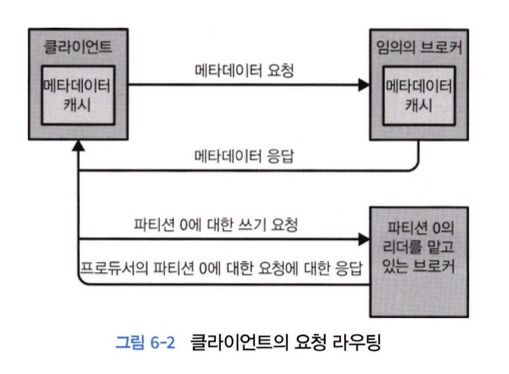 클라이언트
메타데이터
캐시
메타데이터 요청
임의의 브로커
메타데이터
캐시
메타데이터 응답
파티션 0에 대한 쓰기 요청
프로듀서의 파티션 0에 대한 요청에 대한 응답
파티션 0의
리더를 맡고
있는 브로커
그림 6-2 클라이언트의 요청 라우팅